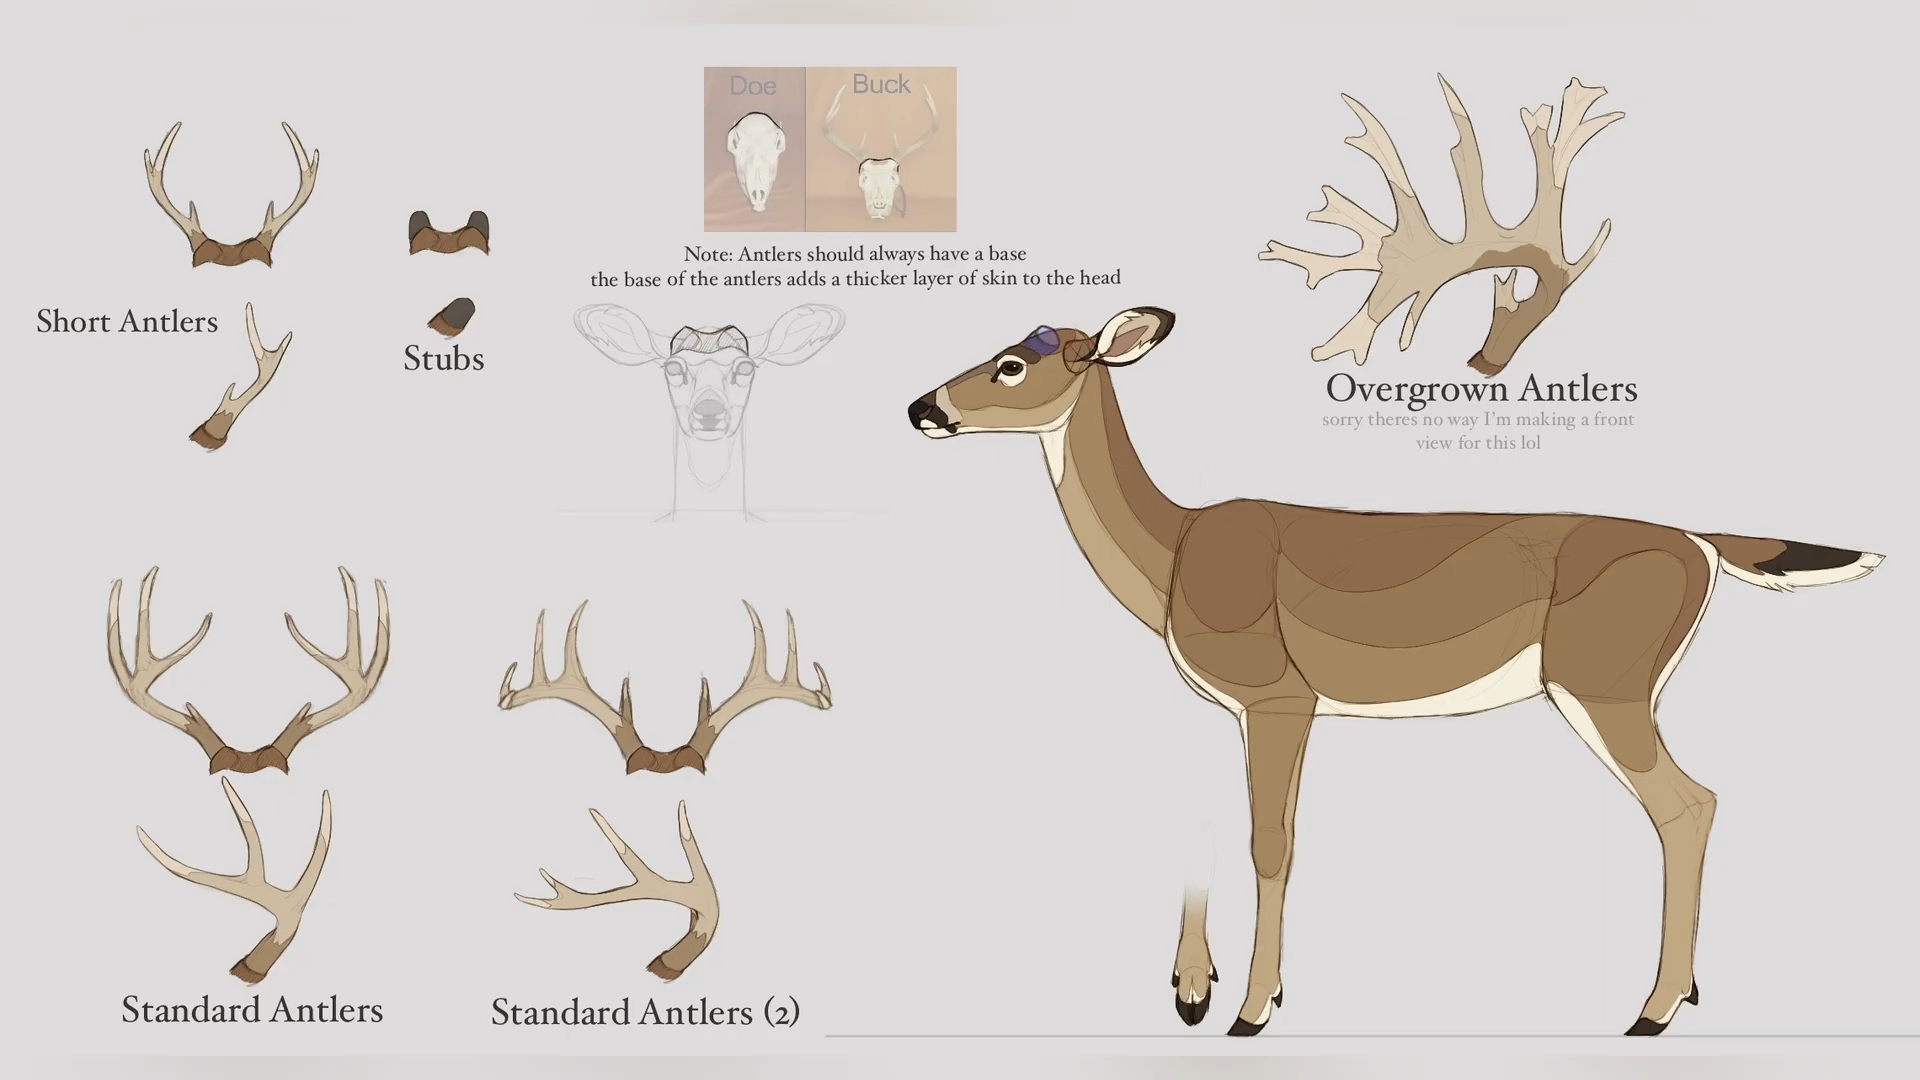 Doe
Buck
Note: Antlers should always have a base
the base of the antlers adds a thicker layer of skin to the head
Short Antlers
Stubs
Overgrown Antlers
sorry theres no way I'm making a front
view for this lol
Standard Antlers
Standard Antlers (2)